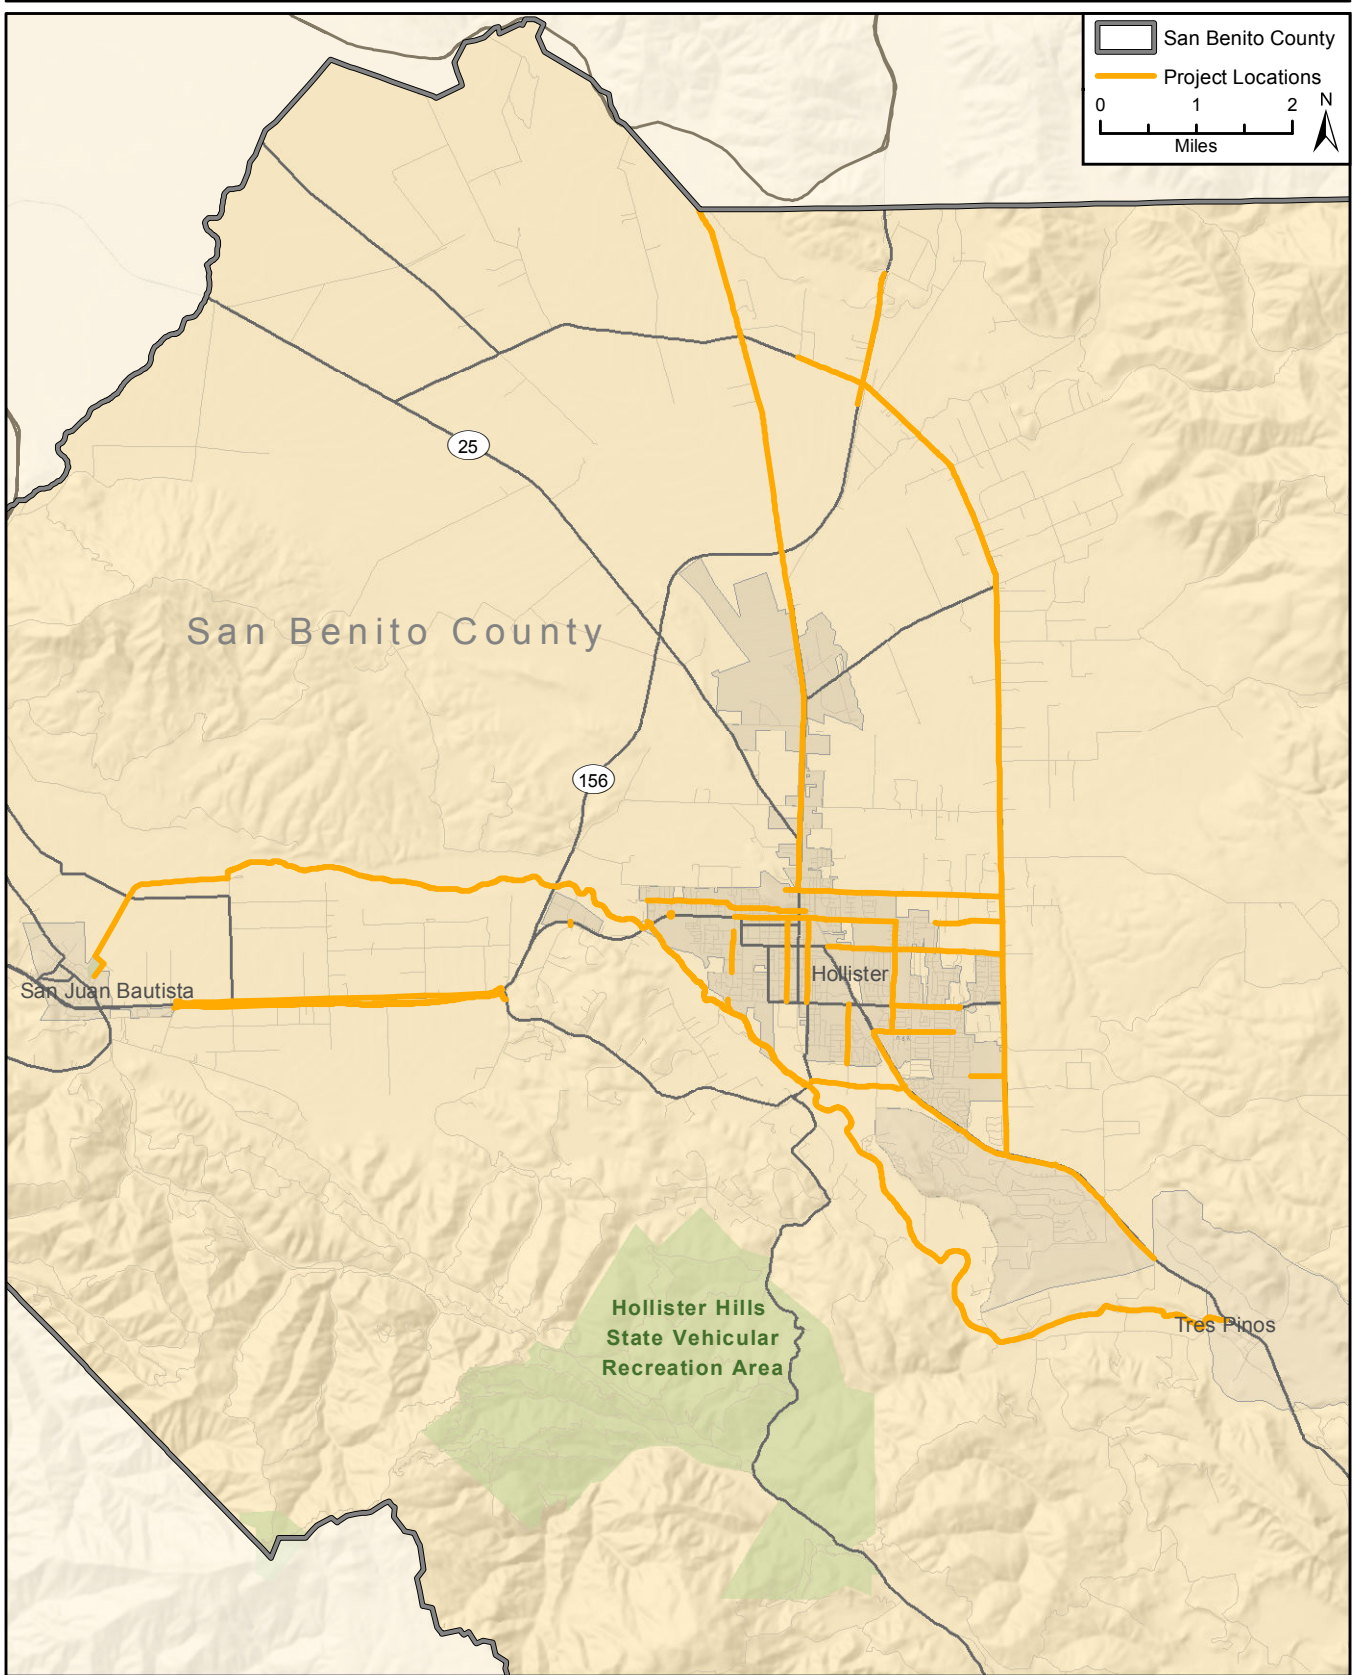 San Benito County
Project Locations
0 1 2 N
Miles
25
San Benito County
156
Hollister
San Juan Bautista
Hollister Hills
State Vehicular
Recreation Area
Tres Pinos